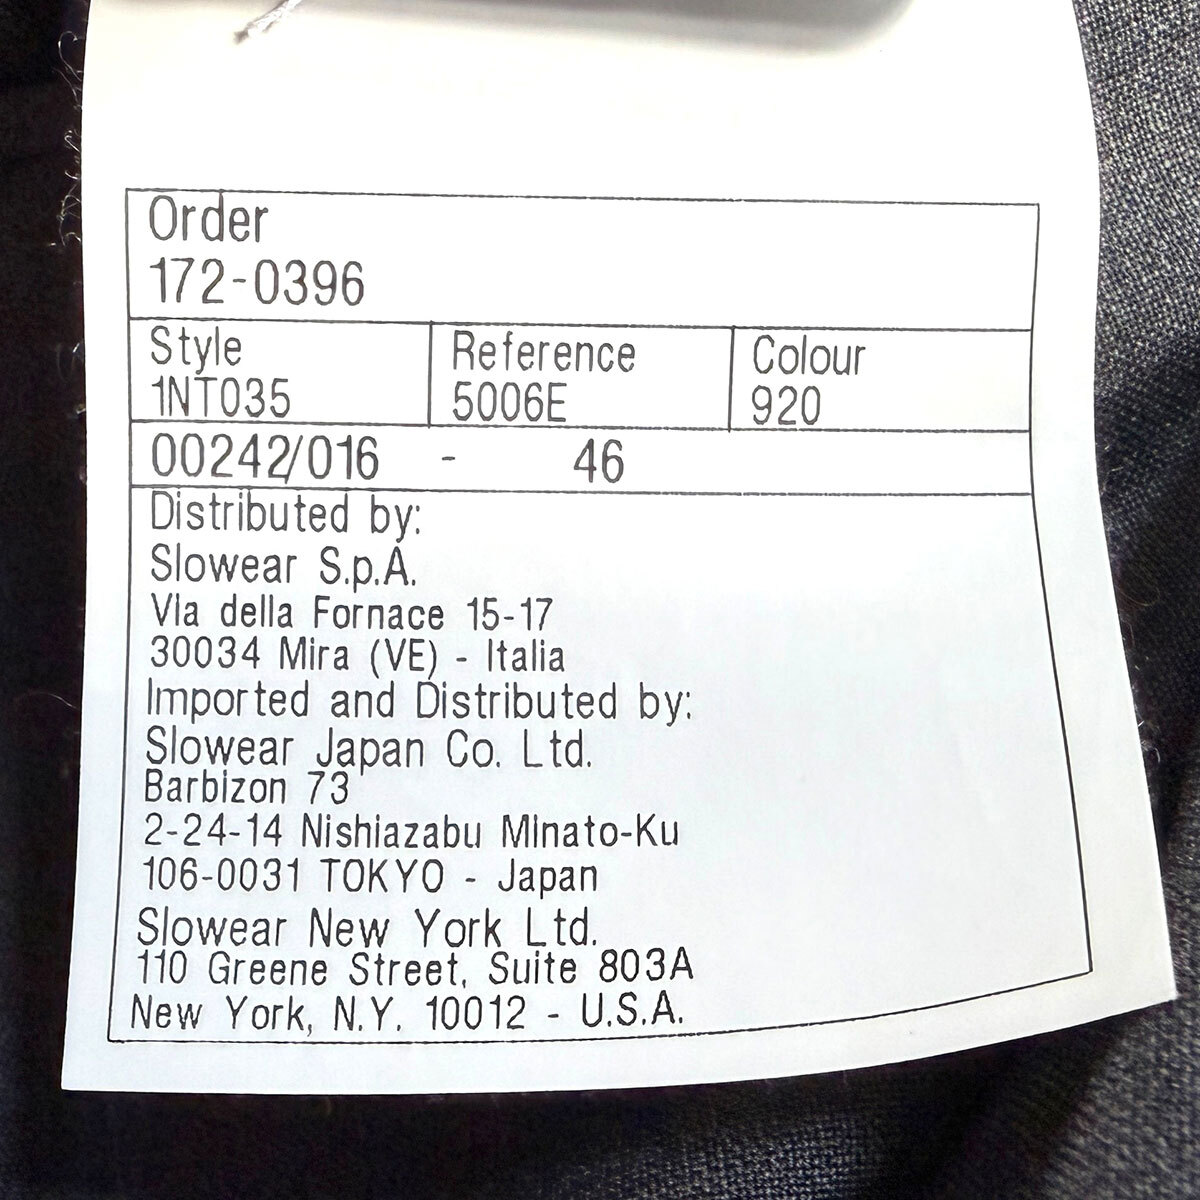 Order
172-0396
Style Reference Colour
1NT035 5006E 920
00242/016 - 46
Distributed by:
Slowear S.p.A.
Via della Fornace 15-17
30034 Mira (VE) - Italia
Imported and Distributed by:
Slowear Japan Co. Ltd.
Barbizon 73
2-24-14 Nishiazabu MInato-Ku
106-0031 TOKYO - Japan
Slowear New York Ltd.
110 Greene Street, Suite 803A
New York, N.Y. 10012 - U.S.A.